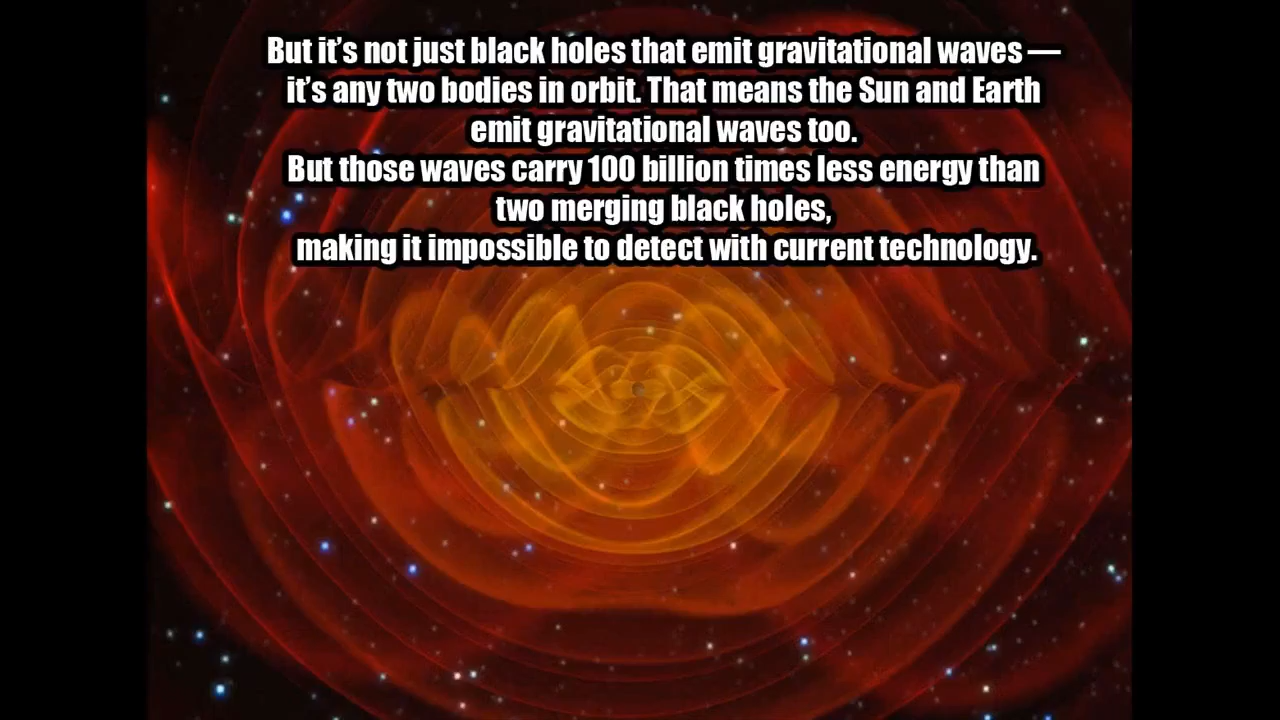 But it's not just black holes that emit gravitational waves —
it's any two bodies in orbit. That means the Sun and Earth
emit gravitational waves too.
But those waves carry 100 billion times less energy than
two merging black holes,
making it impossible to detect with current technology.